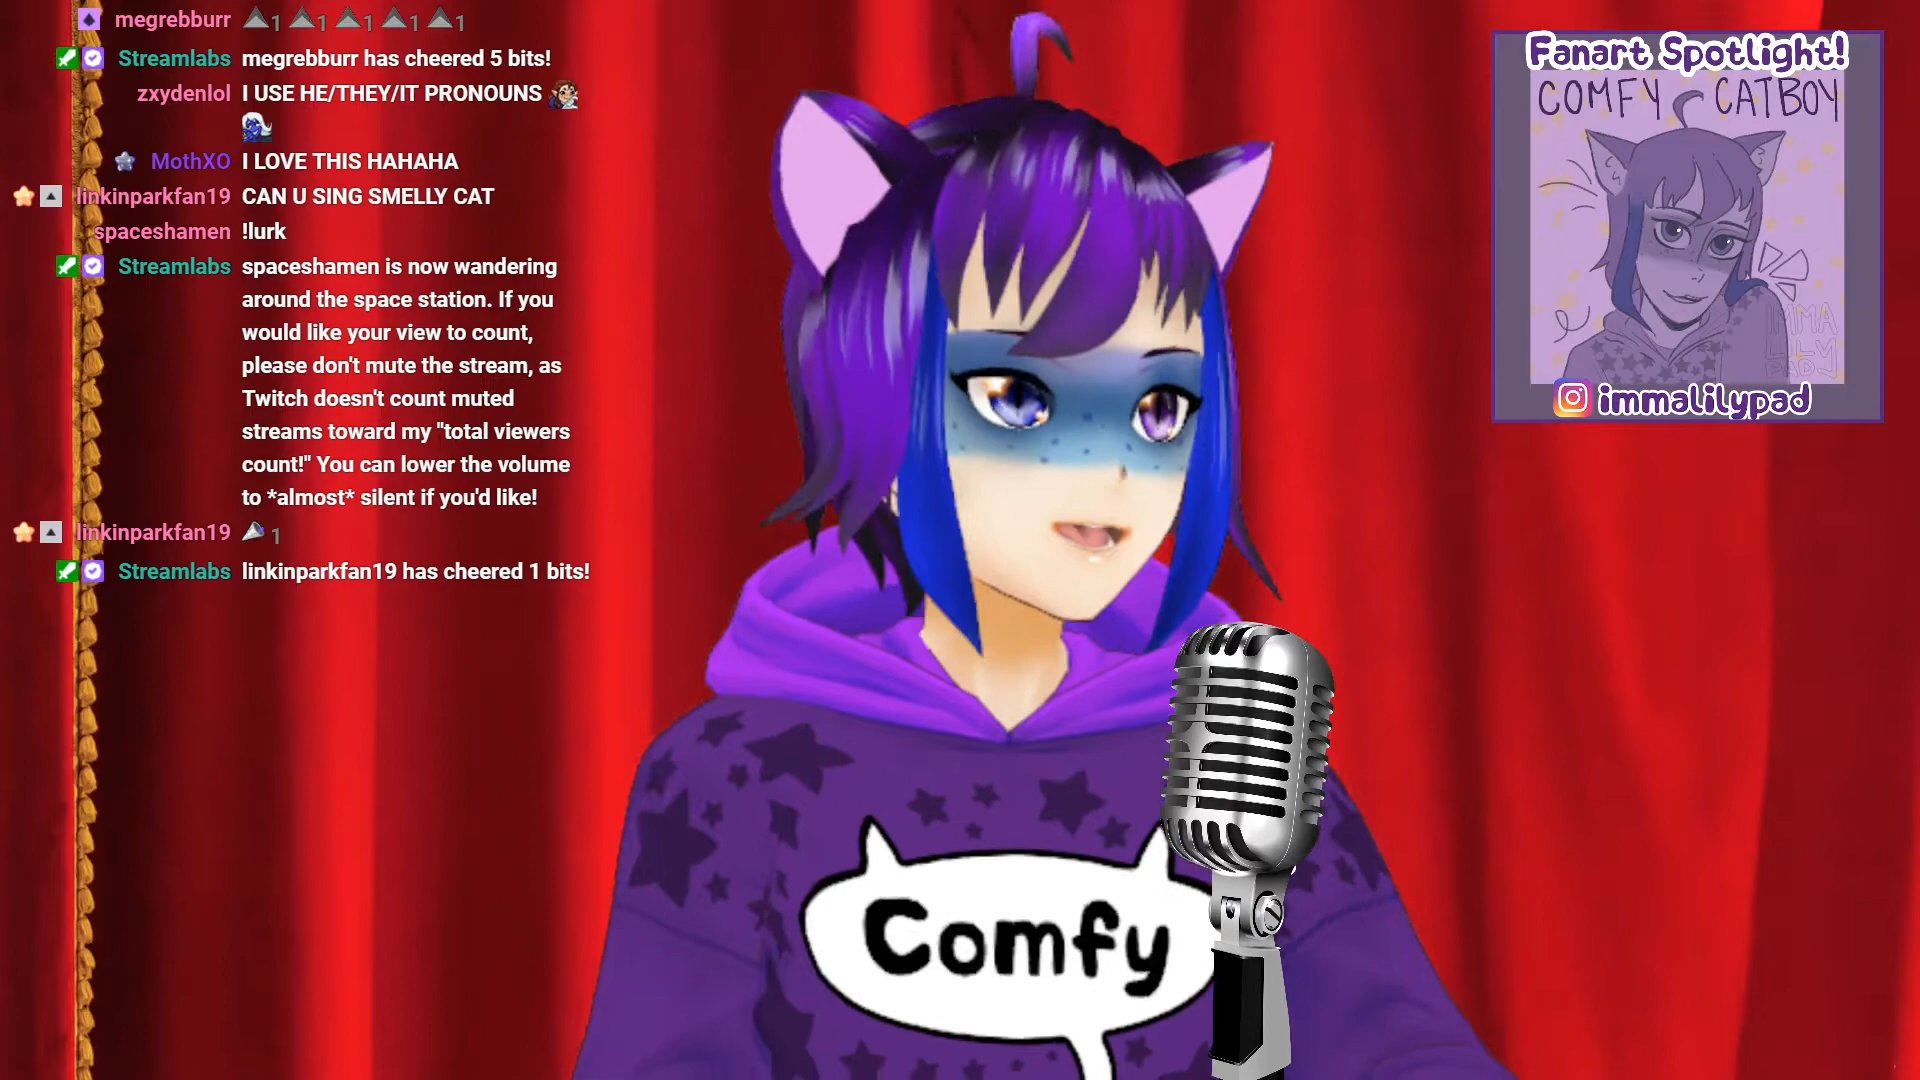 megrebburr 1 1 1 1 1
Streamlabs megrebburr has cheered 5 bits!
zxydenlol I USE HE/THEY/IT PRONOUNS
MothXO I LOVE THIS HAHAHA
linkinparkfan19 CAN U SING SMELLY CAT
spaceshamen !lurk
Streamlabs spaceshamen is now wandering
around the space station. If you
would like your view to count,
please don't mute the stream, as
Twitch doesn't count muted
streams toward my "total viewers
count!" You can lower the volume
to *almost* silent if you'd like!
linkinparkfan19 1
Streamlabs linkinparkfan19 has cheered 1 bits!
Comfy
Fanart Spotlight!
COMFY CATBOY
IMMA
LILY
PAD
immalilypad